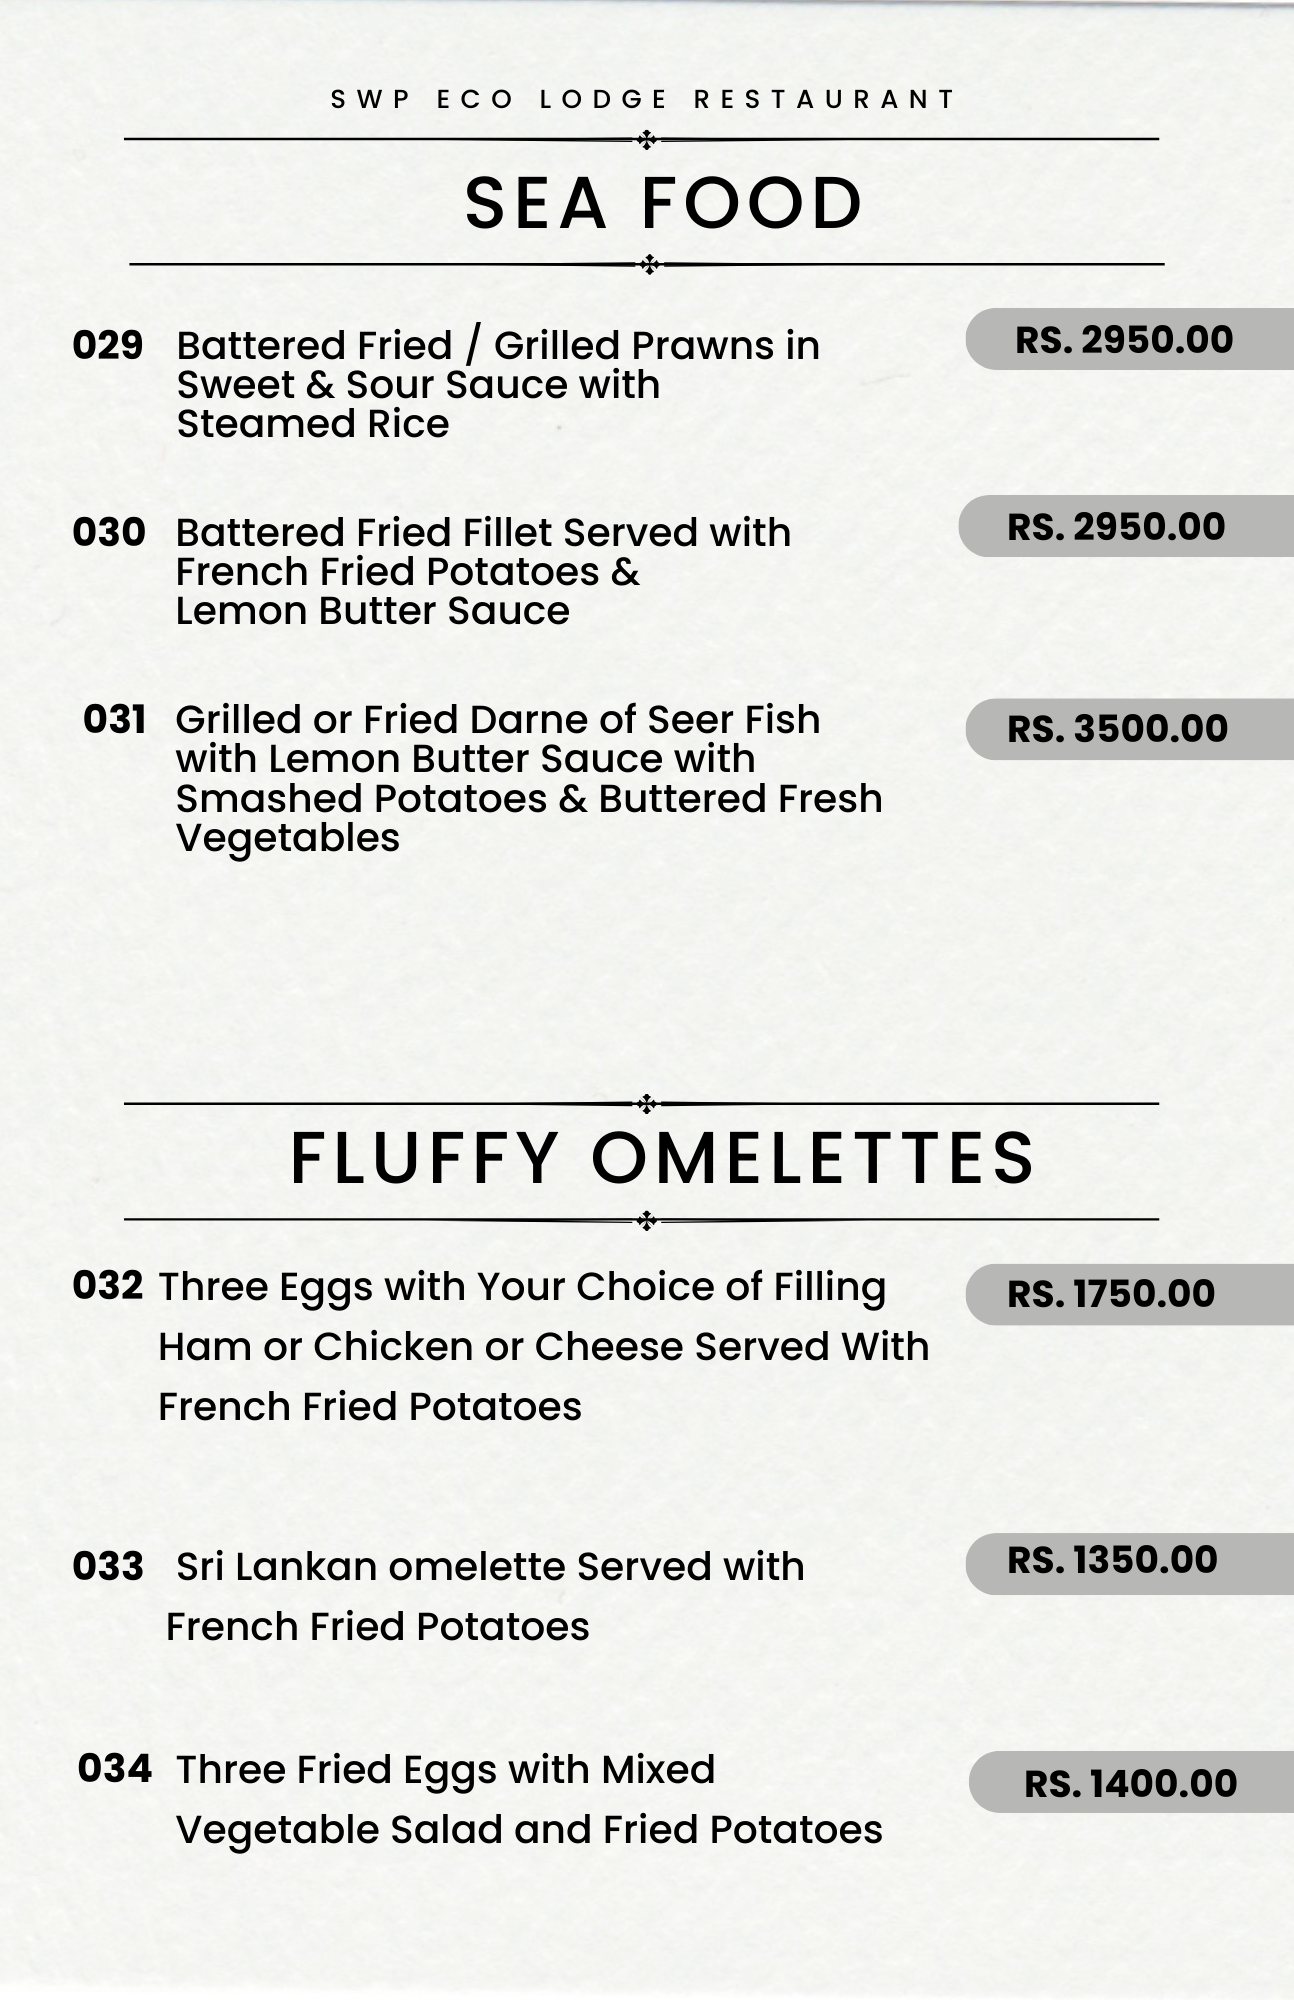 SWP ECO LODGE RESTAURANT
SEA FOOD
029 Battered Fried / Grilled Prawns in RS. 2950.00
Sweet & Sour Sauce with
Steamed Rice
030 Battered Fried Fillet Served with RS. 2950.00
French Fried Potatoes &
Lemon Butter Sauce
031 Grilled or Fried Darne of Seer Fish RS. 3500.00
with Lemon Butter Sauce with
Smashed Potatoes & Buttered Fresh
Vegetables
FLUFFY OMELETTES
032 Three Eggs with Your Choice of Filling RS. 1750.00
Ham or Chicken or Cheese Served With
French Fried Potatoes
033 Sri Lankan omelette Served with RS. 1350.00
French Fried Potatoes
034 Three Fried Eggs with Mixed RS. 1400.00
Vegetable Salad and Fried Potatoes